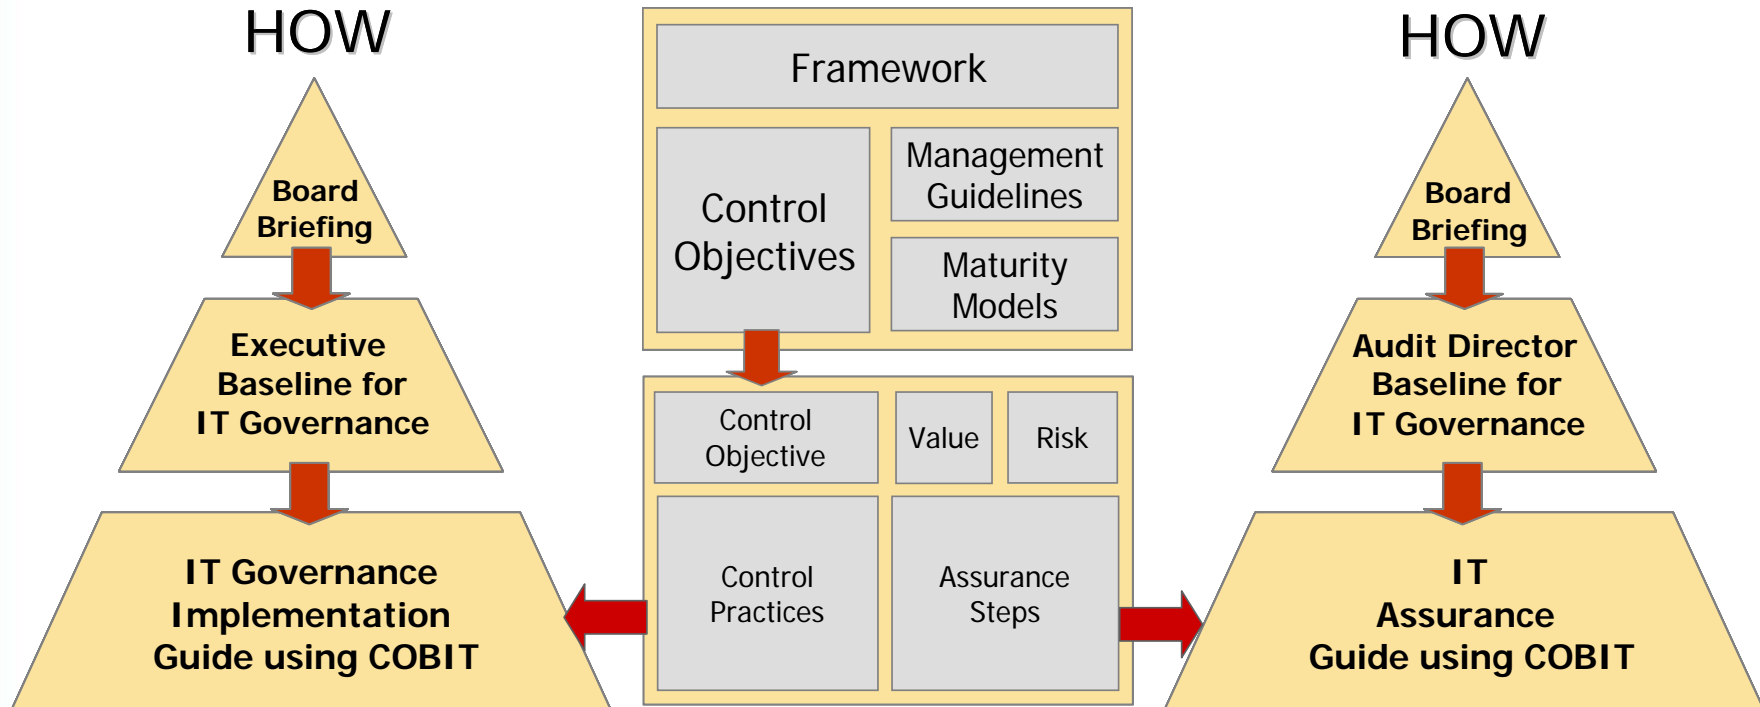 HOW
Board
Briefing
Executive
Baseline for
IT Governance
IT Governance
Implementation
Guide using COBIT
Framework
Control
Objectives
Management
Guidelines
Maturity
Models
Control
Objective
Value
Risk
Control
Practices
Assurance
Steps
HOW
Board
Briefing
Audit Director
Baseline for
IT Governance
IT
Assurance
Guide using COBIT